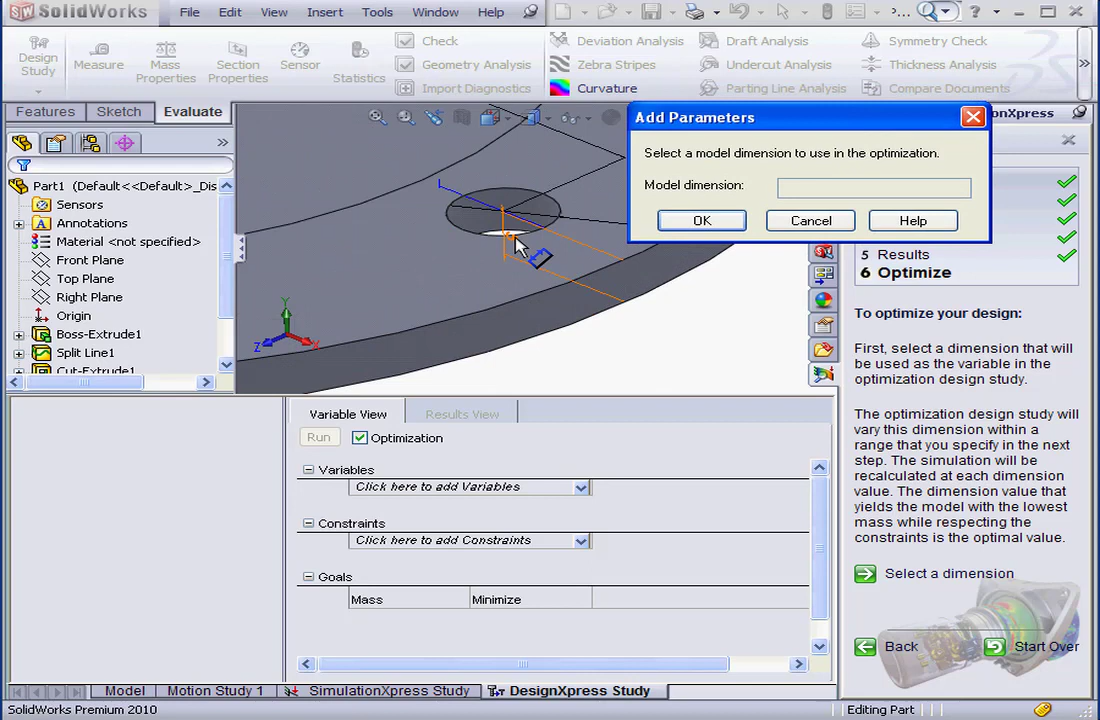 SolidWorks File Edit View Insert Tools Window Help
Design Study
Measure
Mass Properties
Section Properties
Sensor
Statistics
Check
Geometry Analysis
Import Diagnostics
Deviation Analysis
Zebra Stripes
Curvature
Draft Analysis
Undercut Analysis
Parting Line Analysis
Symmetry Check
Thickness Analysis
Compare Documents
Features Sketch Evaluate
Part1 (Default<<Default>_Dis
Sensors
Annotations
Material <not specified>
Front Plane
Top Plane
Right Plane
Origin
Boss-Extrude1
Split Line1
Cut-Extrude1
Y
Z
X
Add Parameters
Select a model dimension to use in the optimization.
Model dimension:
OK Cancel Help
onXpress
5 Results
6 Optimize
To optimize your design:
First, select a dimension that will
be used as the variable in the
optimization design study.
The optimization design study will
vary this dimension within a
range that you specify in the next
step. The simulation will be
recalculated at each dimension
value. The dimension value that
yields the model with the lowest
mass while respecting the
constraints is the optimal value.
Select a dimension
Back Start Over
Variable View Results View
Run Optimization
Variables
Click here to add Variables
Constraints
Click here to add Constraints
Goals
Mass Minimize
Model Motion Study 1 SimulationXpress Study DesignXpress Study
SolidWorks Premium 2010 Editing Part